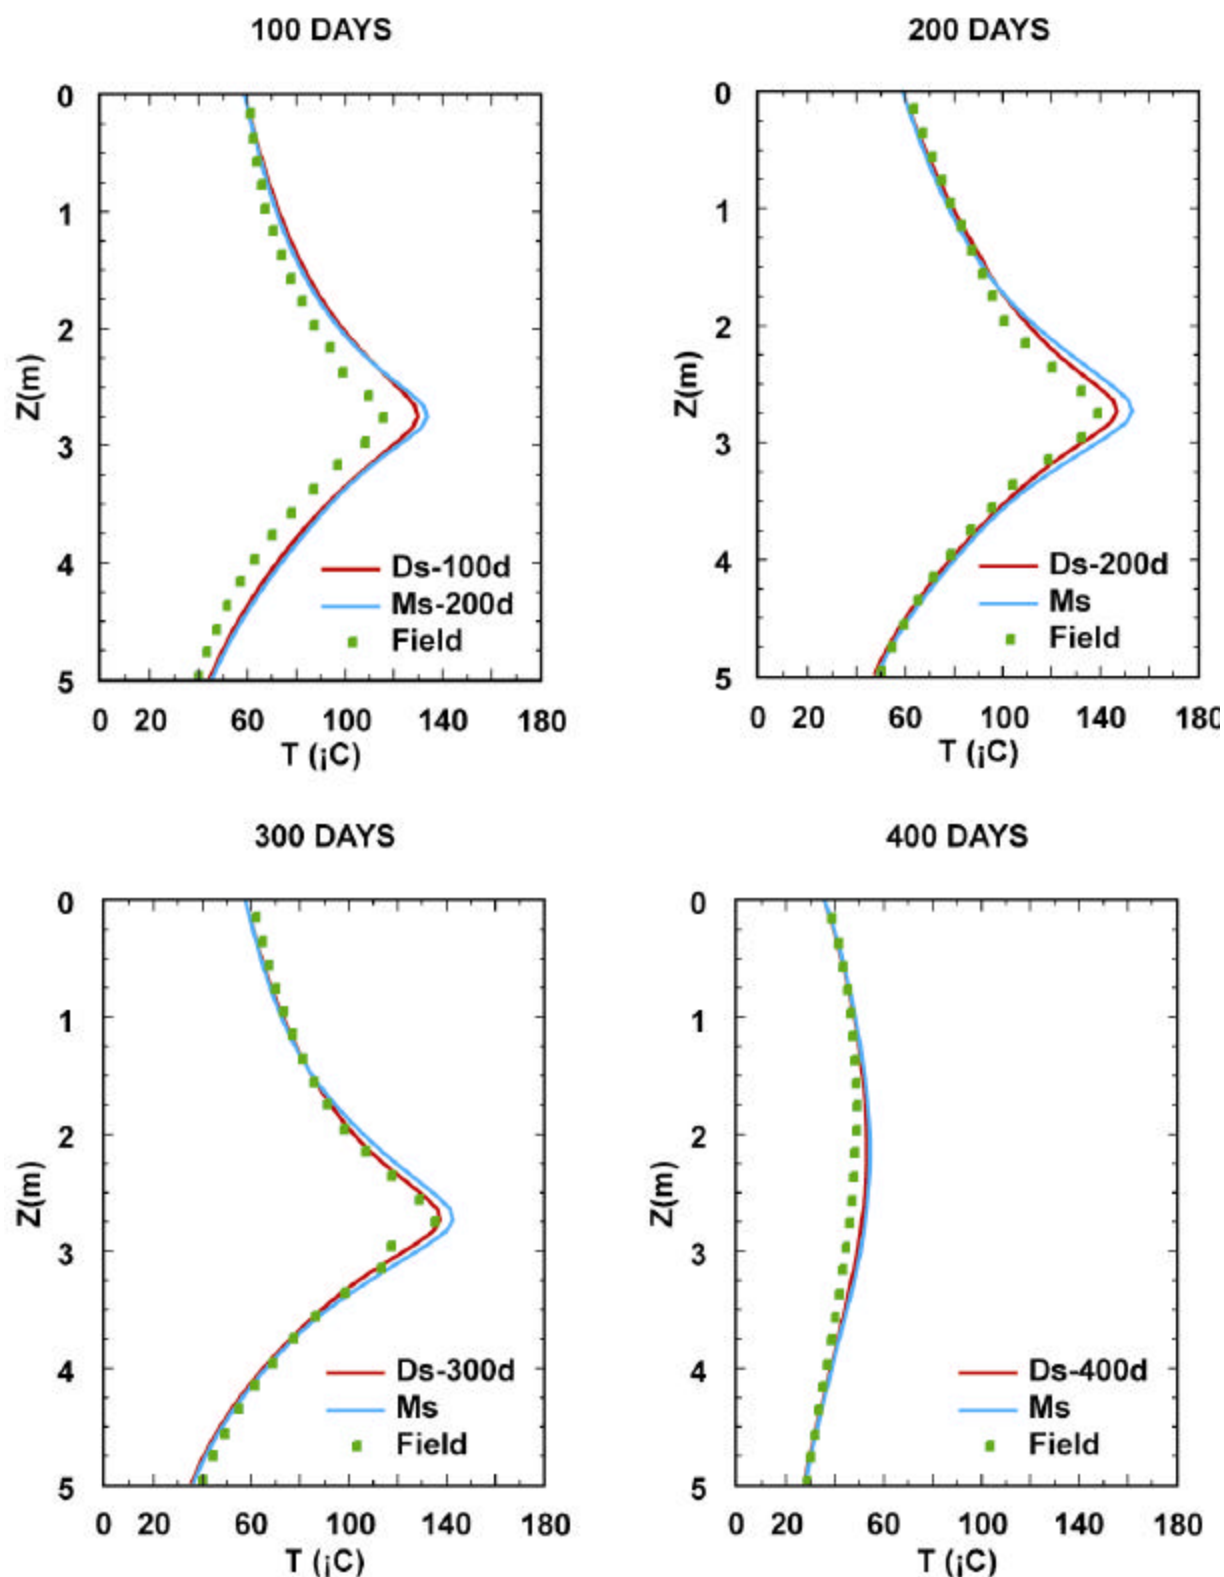 100 DAYS
0
1
2
3
4
5
Z(m)
Ds-100d
Ms-200d
Field
0 20 60 100 140 180
T (¡C)
200 DAYS
0
1
2
3
4
5
Z(m)
Ds-200d
Ms
Field
0 20 60 100 140 180
T (¡C)
300 DAYS
0
1
2
3
4
5
Z(m)
Ds-300d
Ms
Field
0 20 60 100 140 180
T (¡C)
400 DAYS
0
1
2
3
4
5
Z(m)
Ds-400d
Ms
Field
0 20 60 100 140 180
T (¡C)